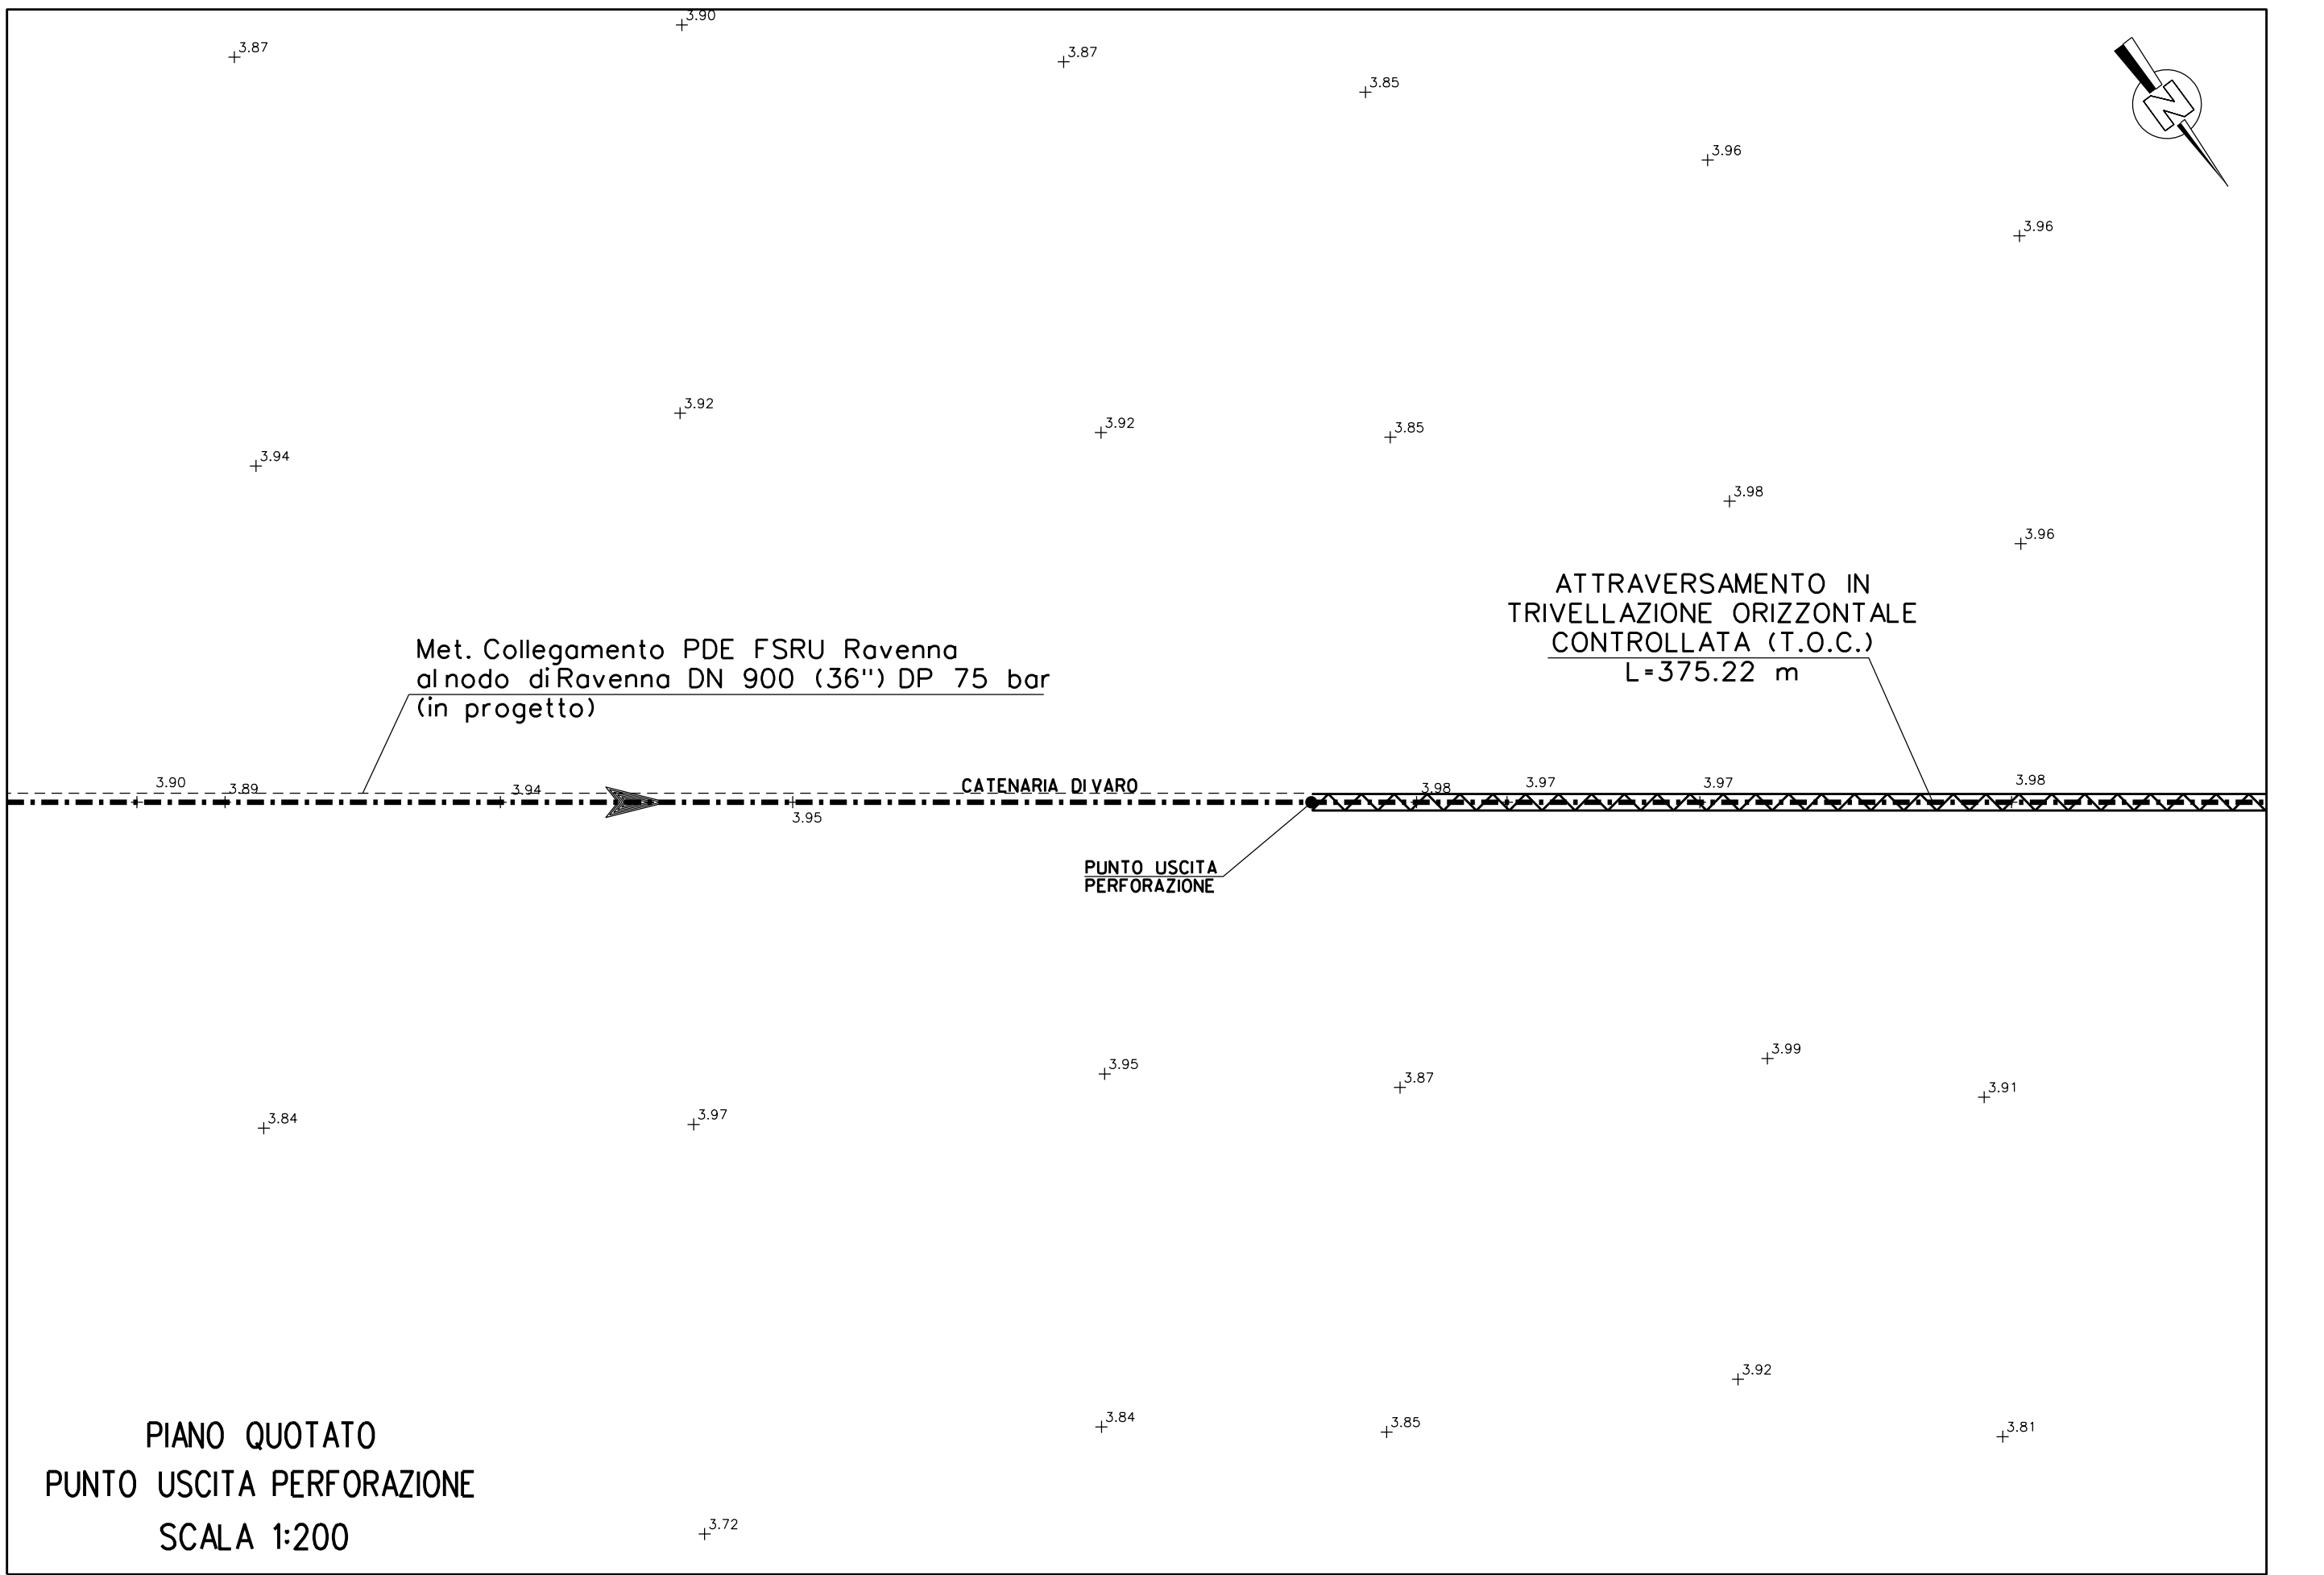 3.90
3.87
3.87
3.85
N
3.96
3.96
3.92
3.92
3.85
3.94
3.98
3.96
ATTRAVERSAMENTO IN
TRIVELLAZIONE ORIZZONTALE
CONTROLLATA (T.O.C.)
L=375.22 m
Met. Collegamento PDE FSRU Ravenna
al nodo di Ravenna DN 900 (36") DP 75 bar
(in progetto)
3.90
3.89
3.94
CATENARIA DI VARO
3.98
3.97
3.97
3.98
3.95
PUNTO USCITA
PERFORAZIONE
3.99
3.95
3.87
3.91
3.84
3.97
3.92
3.84
3.85
3.81
PIANO QUOTATO
PUNTO USCITA PERFORAZIONE
SCALA 1:200
3.72